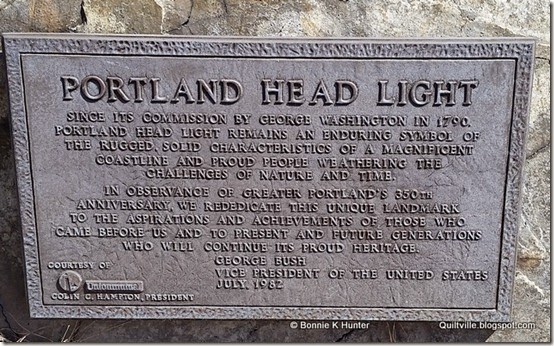 PORTLAND HEAD LIGHT
SINCE ITS COMMISSION BY GEORGE WASHINGTON IN 1790.
PORTLAND HEAD LIGHT REMAINS AN ENDURING SYMBOL OF
THE RUGGED, SOLID CHARACTERISTICS OF A MAGNIFICENT
COASTLINE AND PROUD PEOPLE WEATHERING THE
CHALLENGES OF NATURE AND TIME.
IN OBSERVANCE OF GREATER PORTLAND'S 350TH
ANNIVERSARY, WE REDEDICATE THIS UNIQUE LANDMARK
TO THE ASPIRATIONS AND ACHIEVEMENTS OF THOSE WHO
CAME BEFORE US AND TO PRESENT AND FUTURE GENERATIONS
WHO WILL CONTINUE ITS PROUD HERITAGE.
GEORGE BUSH
VICE PRESIDENT OF THE UNITED STATES
JULY, 1982
COURTESY OF
Unionmutual
COLIN C. HAMPTON, PRESIDENT
© Bonnie K Hunter
Quiltville.blogspot.com